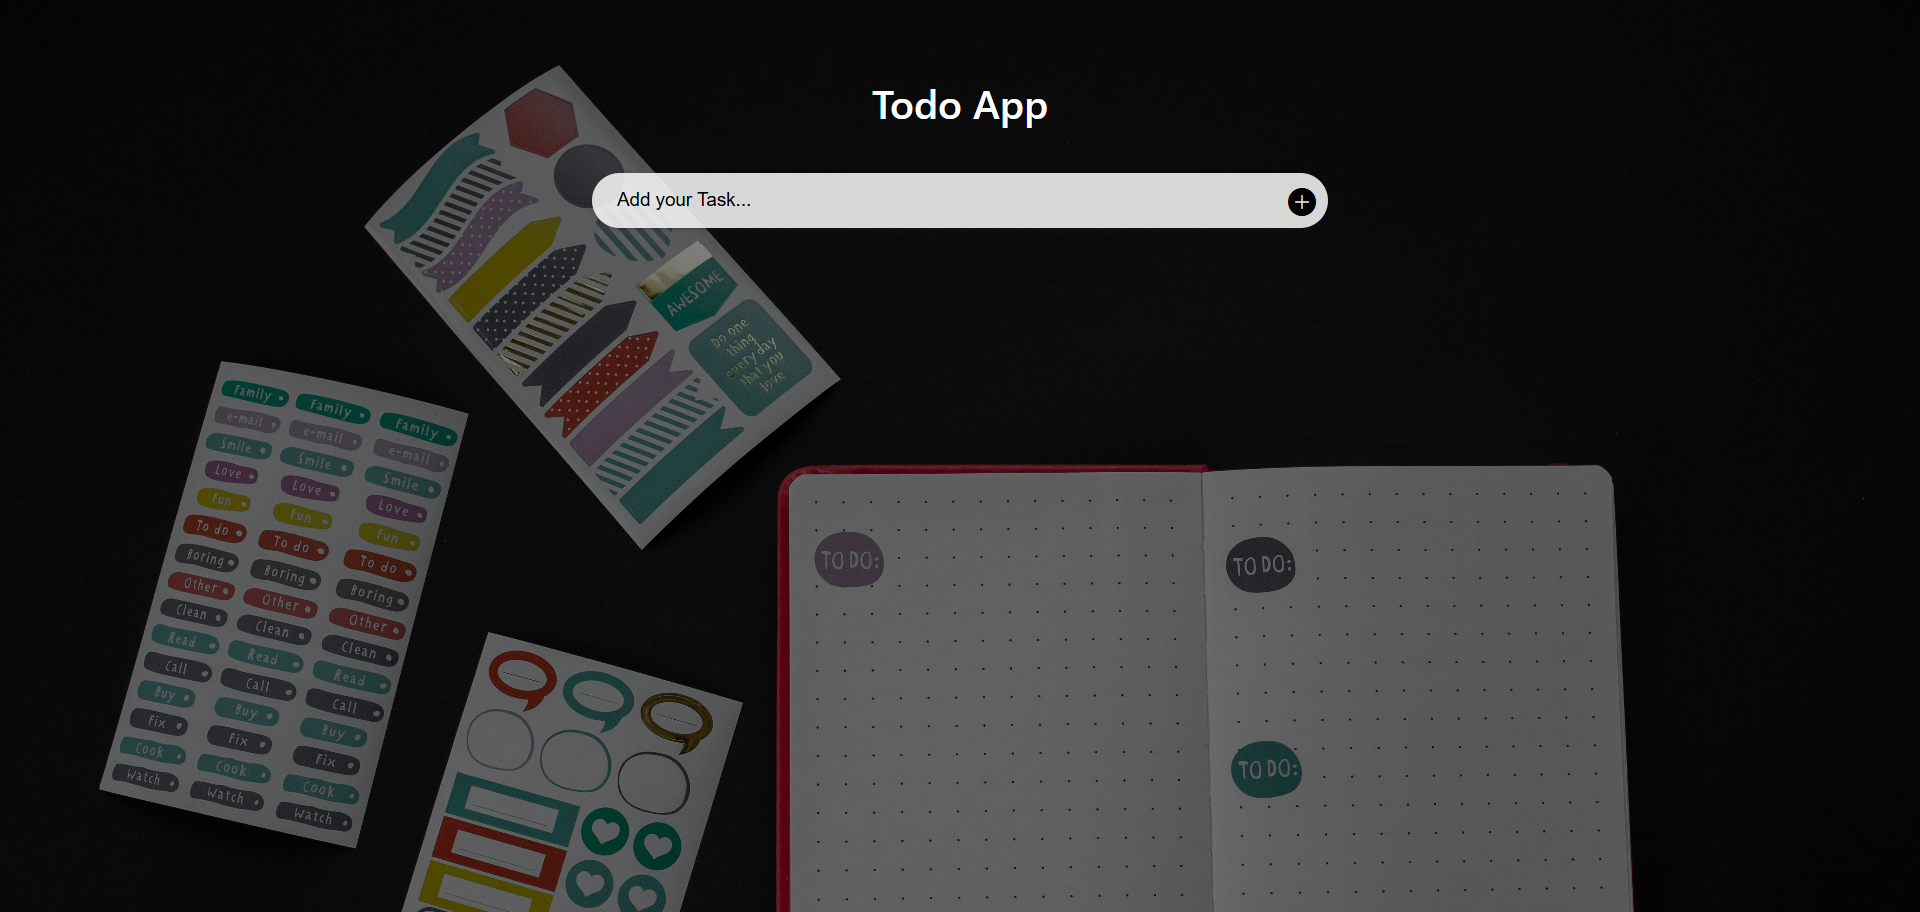 Todo App
Add your Task...
AWESOME
Do one
thing
every day
that you
love
Family Family Family
e-mail e-mail e-mail
Smile Smile Smile
Love Love Love
Fun Fun Fun
To do To do To do
Boring Boring Boring
Other Other Other
Clean Clean Clean
Read Read Read
Call Call Call
Buy Buy Buy
Fix Fix Fix
Cook Cook Cook
Watch Watch Watch
TO DO:
TO DO:
TO DO: